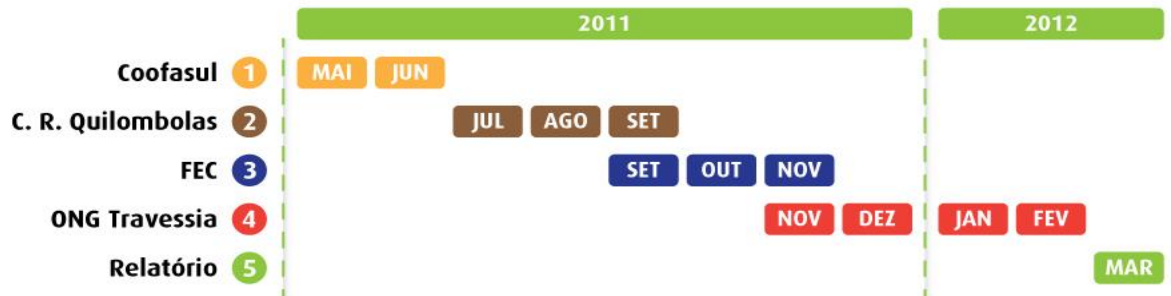 2011 2012
Coofasul 1 MAI JUN
C. R. Quilombolas 2 JUL AGO SET
FEC 3 SET OUT NOV
ONG Travessia 4 NOV DEZ JAN FEV
Relatório 5 MAR